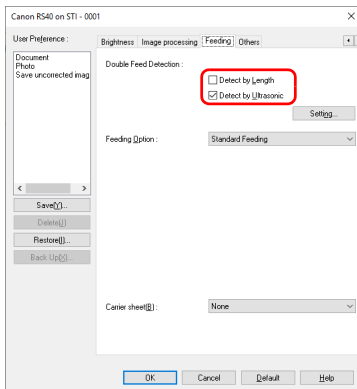 Canon RS40 on STI - 0001
User Preference :
Document
Photo
Save uncorrected imag
Save(Y)...
Delete(J)
Restore(I)...
Back Up(X)...
Brightness Image processing Feeding Others
Double Feed Detection :
Detect by Length
Detect by Ultrasonic
Setting...
Feeding Option : Standard Feeding
Carrier sheet(B) : None
OK Cancel Default Help